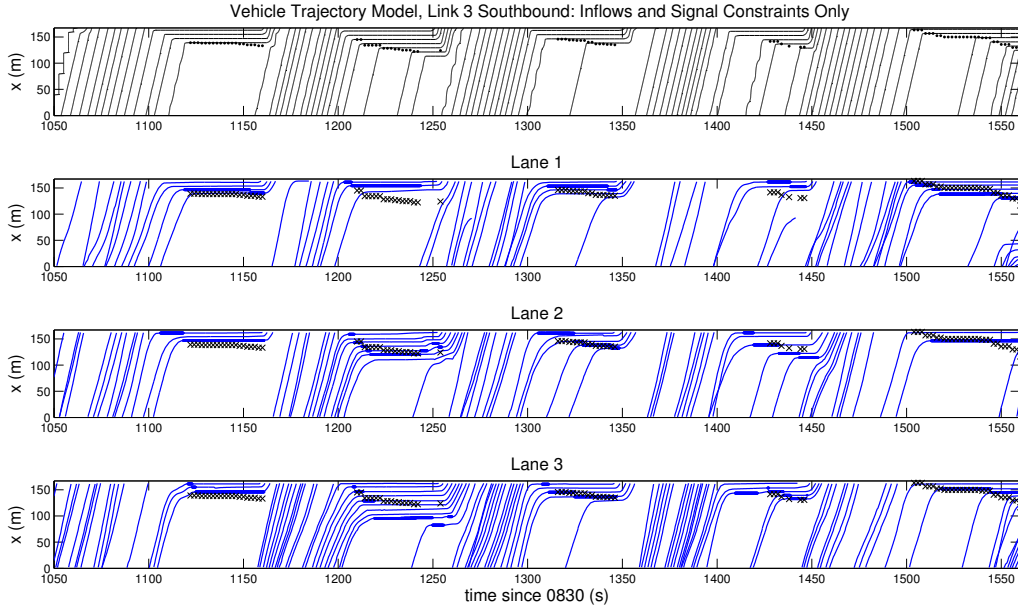 Vehicle Trajectory Model, Link 3 Southbound: Inflows and Signal Constraints Only
x (m)
150
100
50
0
1050 1100 1150 1200 1250 1300 1350 1400 1450 1500 1550
Lane 1
x (m)
150
100
50
0
1050 1100 1150 1200 1250 1300 1350 1400 1450 1500 1550
Lane 2
x (m)
150
100
50
0
1050 1100 1150 1200 1250 1300 1350 1400 1450 1500 1550
Lane 3
x (m)
150
100
50
0
1050 1100 1150 1200 1250 1300 1350 1400 1450 1500 1550
time since 0830 (s)